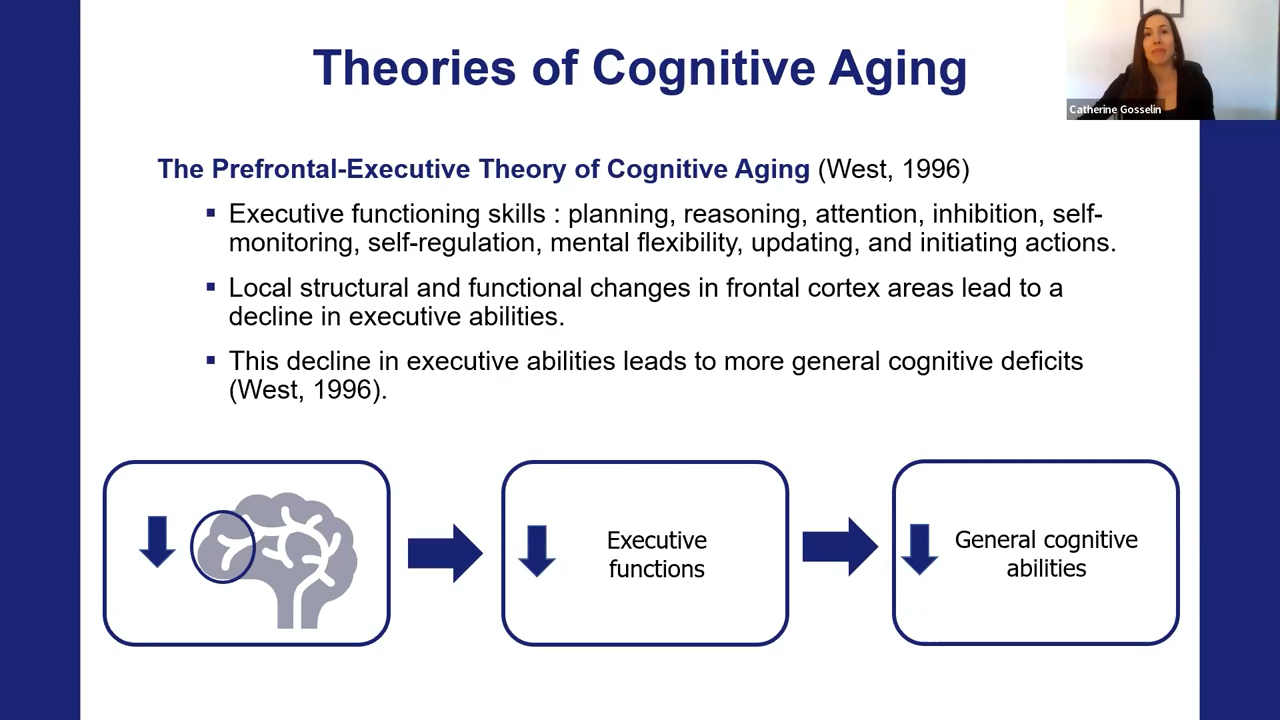 Theories of Cognitive Aging
Catherine Gosselin
The Prefrontal-Executive Theory of Cognitive Aging (West, 1996)
▪ Executive functioning skills : planning, reasoning, attention, inhibition, self-
monitoring, self-regulation, mental flexibility, updating, and initiating actions.
▪ Local structural and functional changes in frontal cortex areas lead to a
decline in executive abilities.
▪ This decline in executive abilities leads to more general cognitive deficits
(West, 1996).
Executive
functions
General cognitive
abilities